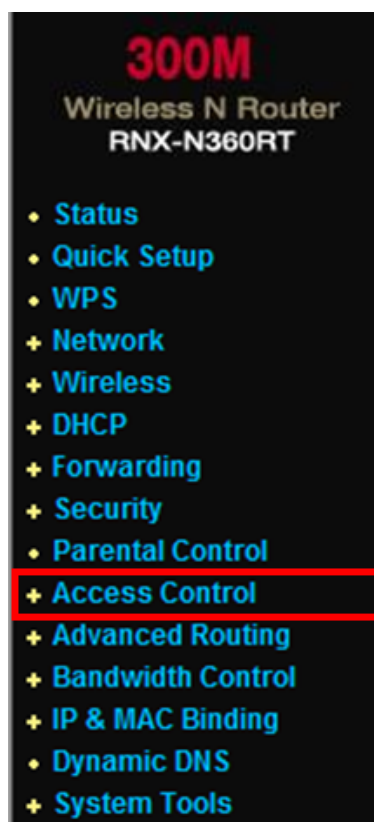 300M
Wireless N Router
RNX-N360RT
Status
Quick Setup
WPS
Network
Wireless
DHCP
Forwarding
Security
Parental Control
Access Control
Advanced Routing
Bandwidth Control
IP & MAC Binding
Dynamic DNS
System Tools